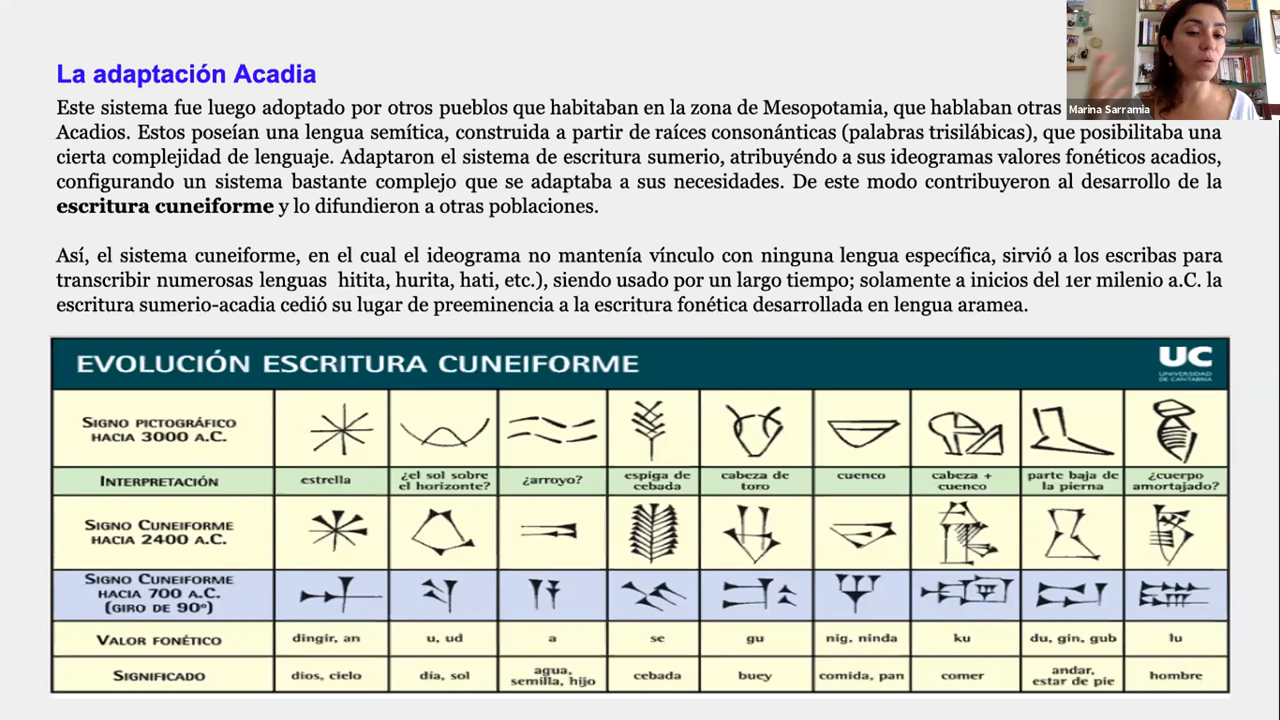 La adaptación Acadia
Este sistema fue luego adoptado por otros pueblos que habitaban en la zona de Mesopotamia, que hablaban otras
Acadios. Estos poseían una lengua semítica, construida a partir de raíces consonánticas (palabras trisilábicas), que posibilitaba una
cierta complejidad de lenguaje. Adaptaron el sistema de escritura sumerio, atribuyéndo a sus ideogramas valores fonéticos acadios,
configurando un sistema bastante complejo que se adaptaba a sus necesidades. De este modo contribuyeron al desarrollo de la
escritura cuneiforme y lo difundieron a otras poblaciones.
Así, el sistema cuneiforme, en el cual el ideograma no mantenía vínculo con ninguna lengua específica, sirvió a los escribas para
transcribir numerosas lenguas hitita, hurita, hati, etc.), siendo usado por un largo tiempo; solamente a inicios del 1er milenio a.C. la
escritura sumerio-acadia cedió su lugar de preeminencia a la escritura fonética desarrollada en lengua aramea.
Marina Sarramia
EVOLUCIÓN ESCRITURA CUNEIFORME
UC
UNIVERSIDAD
DE CANTABRIA
SIGNO PICTOGRÁFICO
HACIA 3000 A.C.
INTERPRETACIÓN
estrella
¿el sol sobre
el horizonte?
¿arroyo?
espiga de
cebada
cabeza de
toro
cuenco
cabeza +
cuenco
parte baja de
la pierna
¿cuerpo
amortajado?
SIGNO CUNEIFORME
HACIA 2400 A.C.
SIGNO CUNEIFORME
HACIA 700 A.C.
(GIRO DE 90º)
VALOR FONÉTICO
dingir, an
u, ud
a
se
gu
nig, ninda
ku
du, gin, gub
lu
SIGNIFICADO
dios, cielo
día, sol
agua,
semilla, hijo
cebada
buey
comida, pan
comer
andar,
estar de pie
hombre